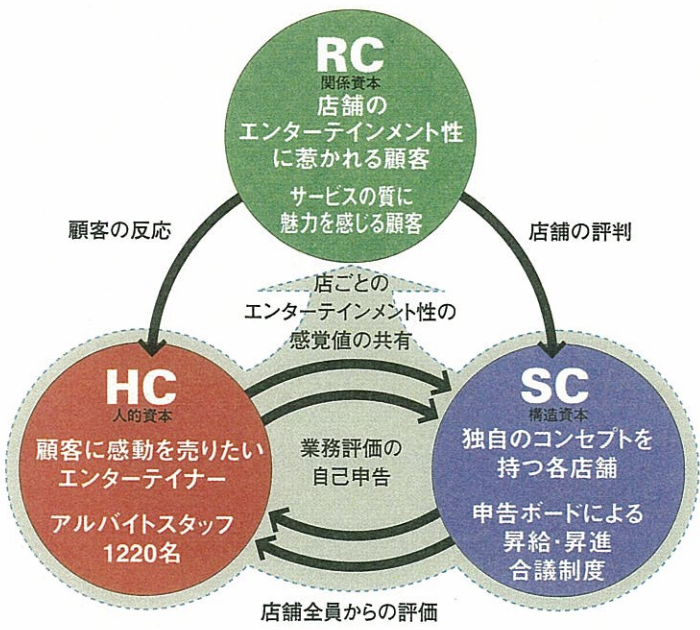 RC
関係資本
店舗の
エンターテインメント性
に惹かれる顧客
サービスの質に
魅力を感じる顧客
顧客の反応
店舗の評判
店ごとの
エンターテインメント性の
感覚値の共有
HC
人的資本
顧客に感動を売りたい
エンターテイナー
アルバイトスタッフ
1220名
業務評価の
自己申告
SC
構造資本
独自のコンセプトを
持つ各店舗
申告ボードによる
昇給・昇進
合議制度
店舗全員からの評価